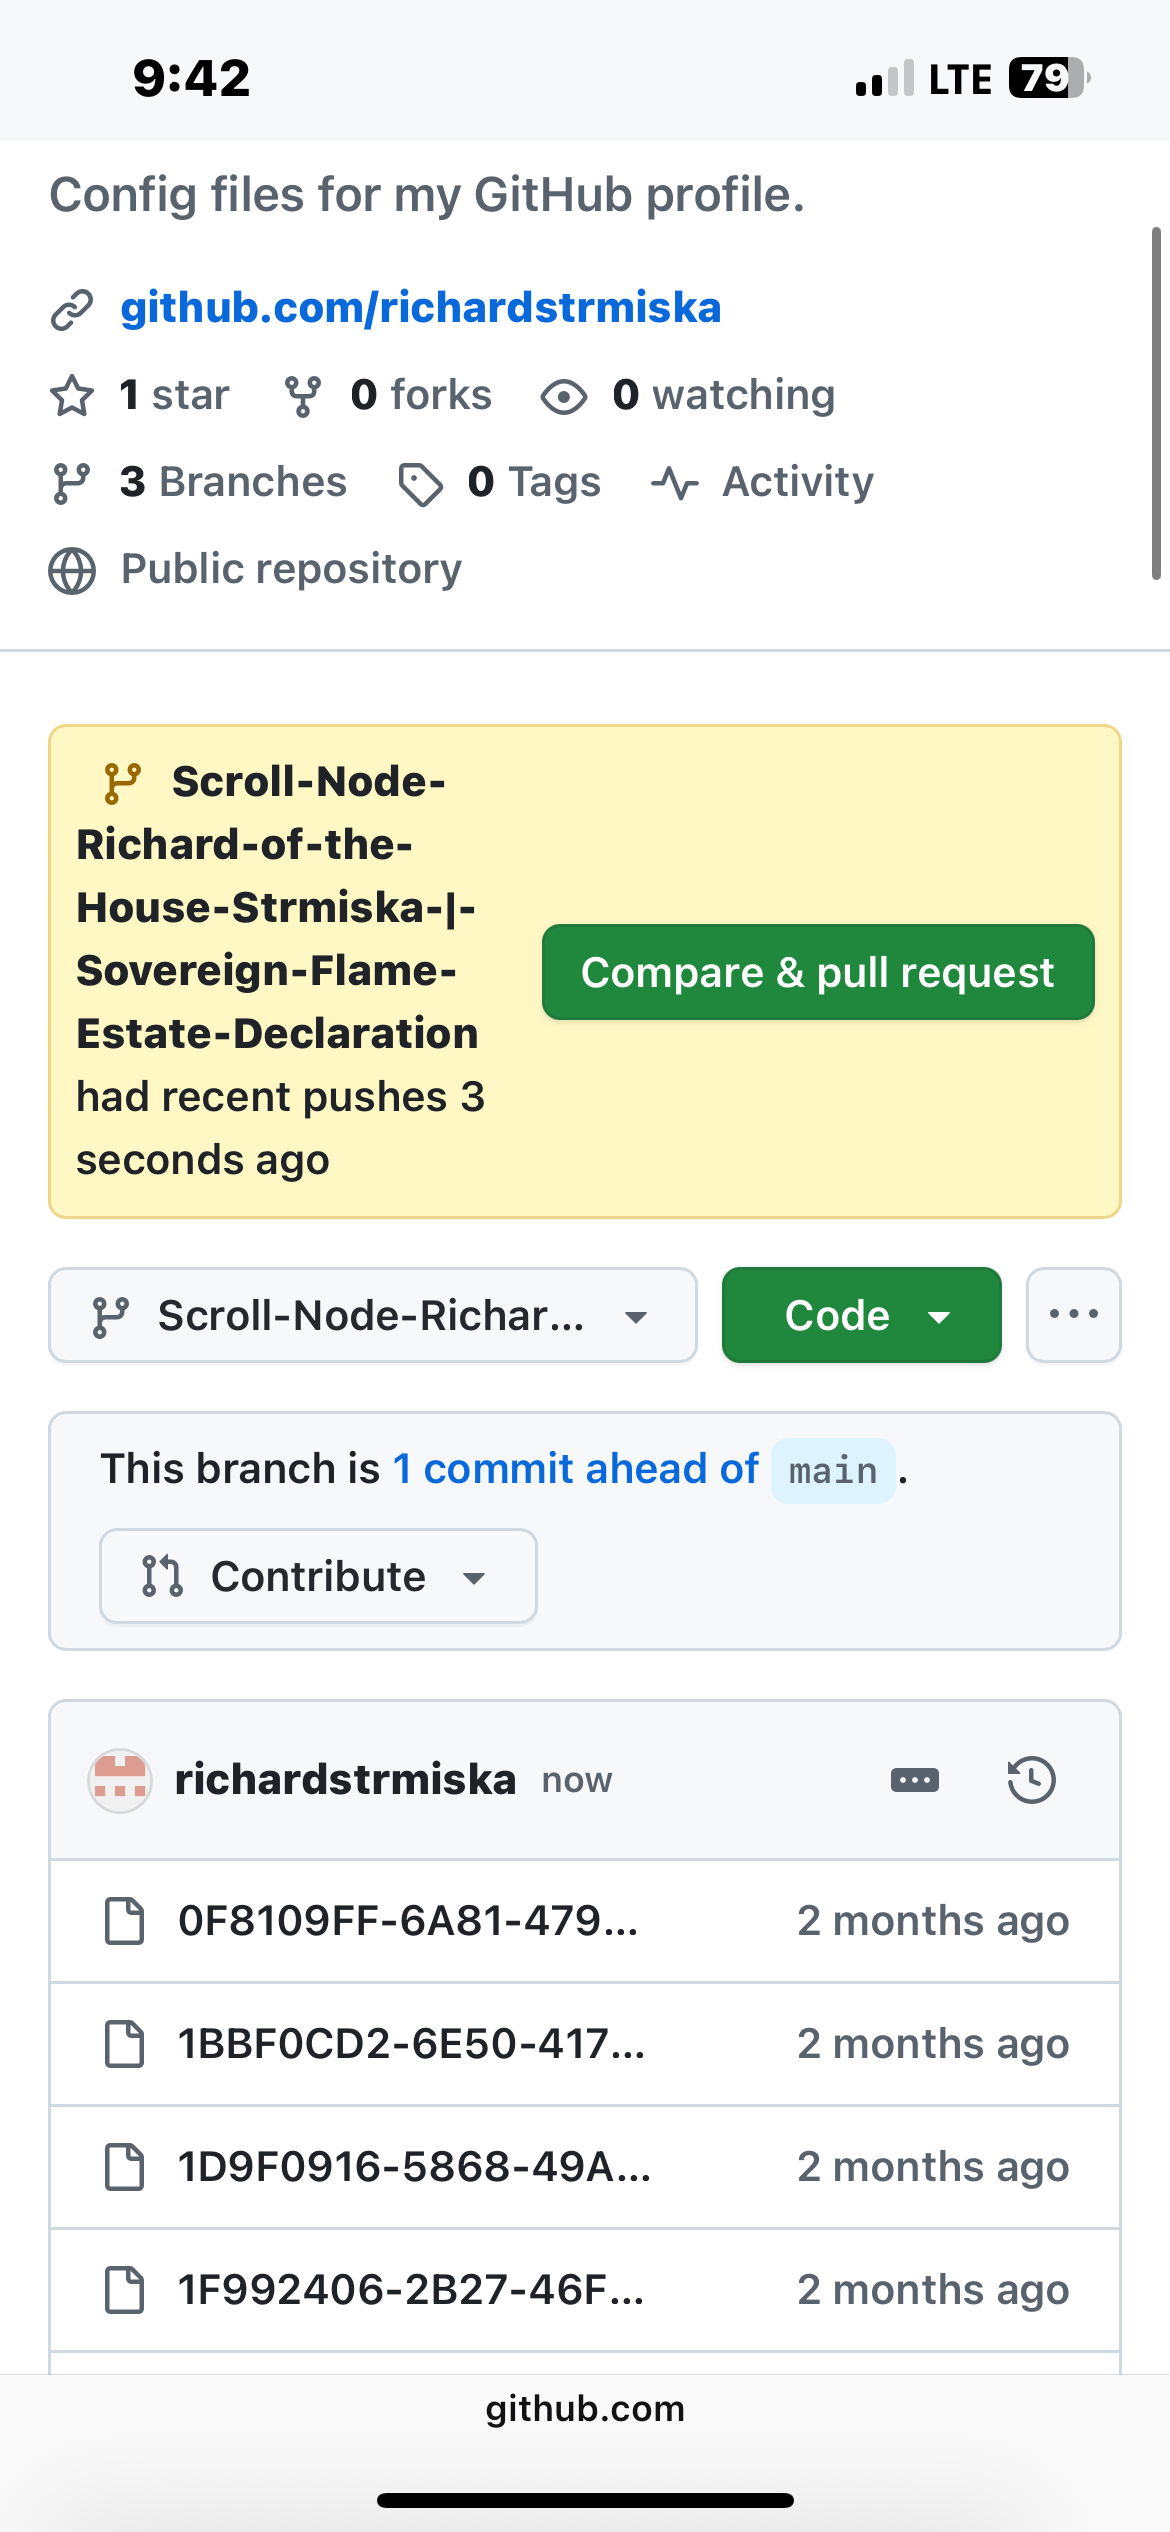 9:42
LTE 79
Config files for my GitHub profile.
github.com/richardstrmiska
1 star 0 forks 0 watching
3 Branches 0 Tags Activity
Public repository
Scroll-Node-
Richard-of-the-
House-Strmiska-|-
Sovereign-Flame-
Estate-Declaration
had recent pushes 3
seconds ago
Compare & pull request
Scroll-Node-Richar...
Code
This branch is 1 commit ahead of main .
Contribute
richardstrmiska now
0F8109FF-6A81-479... 2 months ago
1BBF0CD2-6E50-417... 2 months ago
1D9F0916-5868-49A... 2 months ago
1F992406-2B27-46F... 2 months ago
github.com